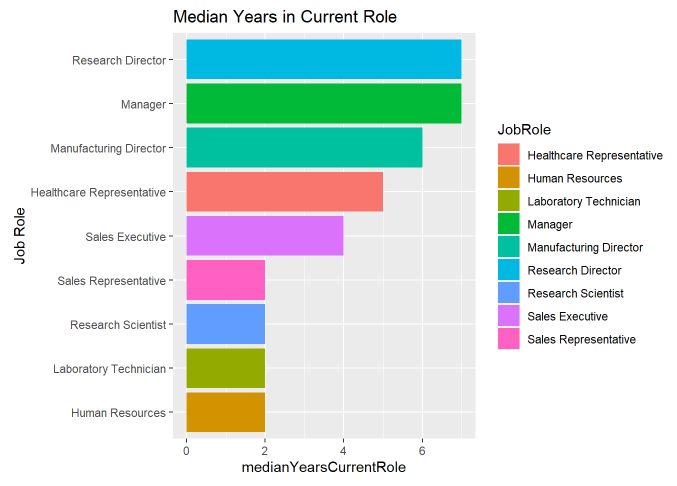 Median Years in Current Role
Job Role
Research Director
Manager
Manufacturing Director
Healthcare Representative
Sales Executive
Sales Representative
Research Scientist
Laboratory Technician
Human Resources
0 2 4 6
medianYearsCurrentRole
JobRole
Healthcare Representative
Human Resources
Laboratory Technician
Manager
Manufacturing Director
Research Director
Research Scientist
Sales Executive
Sales Representative